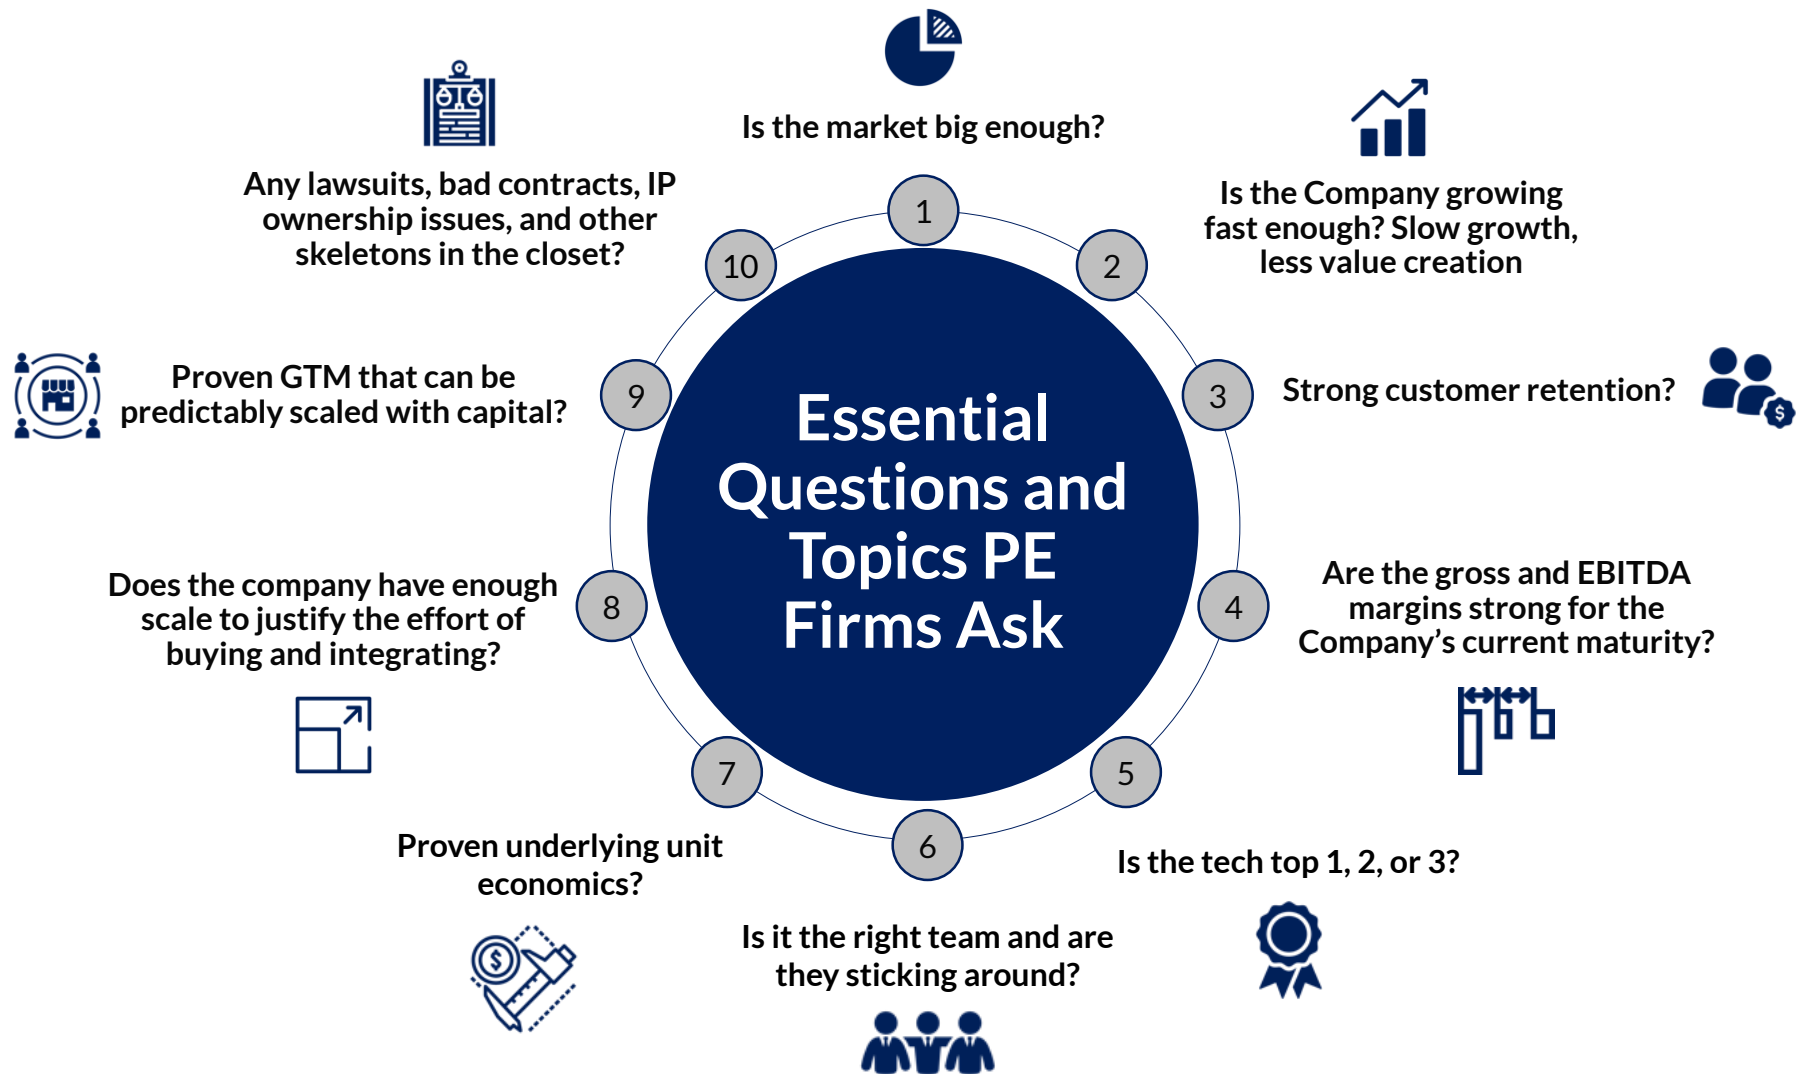 Essential
Questions and
Topics PE
Firms Ask
1
Is the market big enough?
2
Is the Company growing
fast enough? Slow growth,
less value creation
3
Strong customer retention?
$
4
Are the gross and EBITDA
margins strong for the
Company’s current maturity?
5
Is the tech top 1, 2, or 3?
6
Is it the right team and are
they sticking around?
7
Proven underlying unit
economics?
$
8
Does the company have enough
scale to justify the effort of
buying and integrating?
9
Proven GTM that can be
predictably scaled with capital?
10
Any lawsuits, bad contracts, IP
ownership issues, and other
skeletons in the closet?